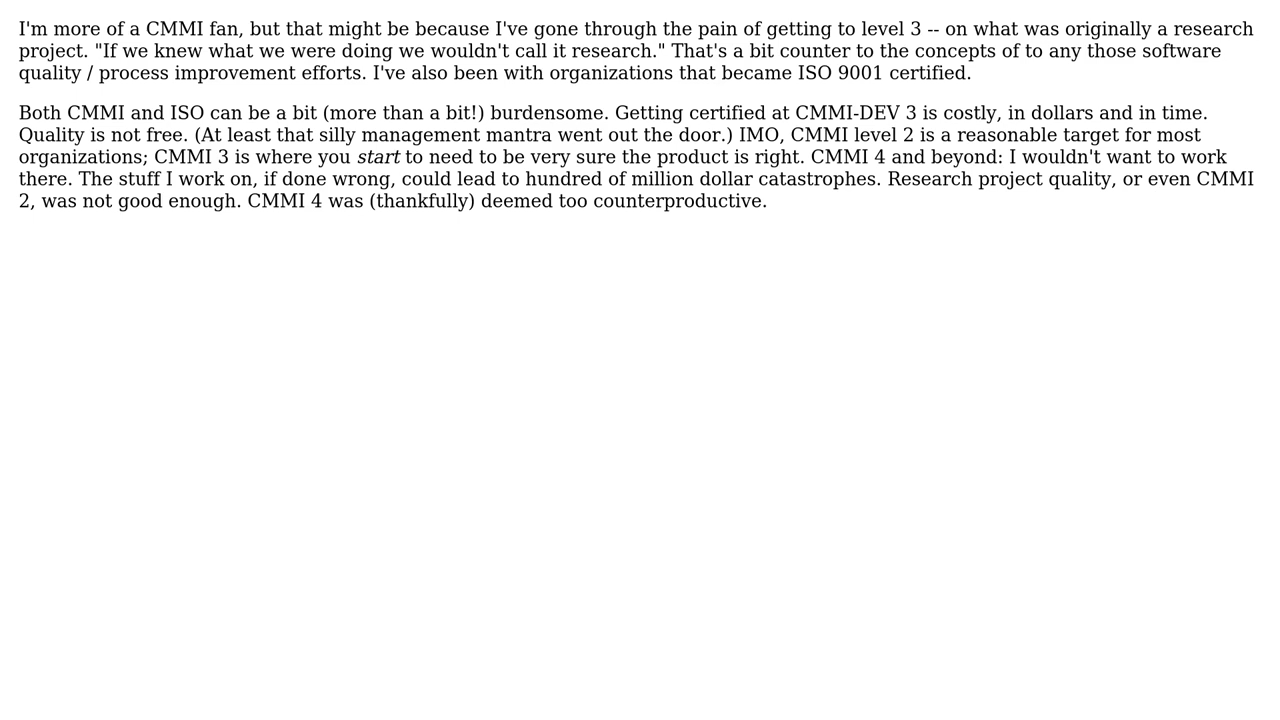 I'm more of a CMMI fan, but that might be because I've gone through the pain of getting to level 3 -- on what was originally a research
project. "If we knew what we were doing we wouldn't call it research." That's a bit counter to the concepts of to any those software
quality / process improvement efforts. I've also been with organizations that became ISO 9001 certified.
Both CMMI and ISO can be a bit (more than a bit!) burdensome. Getting certified at CMMI-DEV 3 is costly, in dollars and in time.
Quality is not free. (At least that silly management mantra went out the door.) IMO, CMMI level 2 is a reasonable target for most
organizations; CMMI 3 is where you start to need to be very sure the product is right. CMMI 4 and beyond: I wouldn't want to work
there. The stuff I work on, if done wrong, could lead to hundred of million dollar catastrophes. Research project quality, or even CMMI
2, was not good enough. CMMI 4 was (thankfully) deemed too counterproductive.